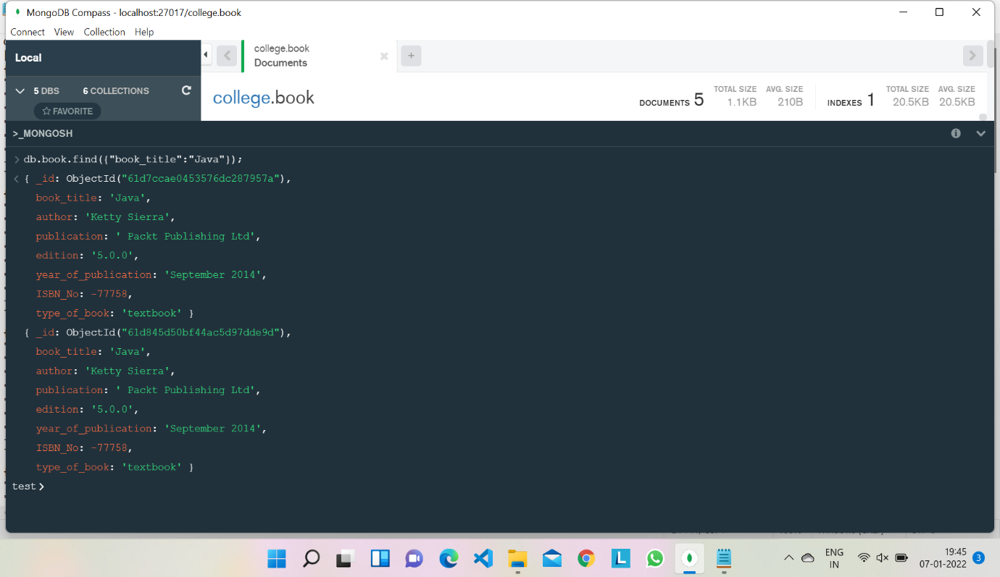 MongoDB Compass - localhost:27017/college.book
Connect View Collection Help
Local
college.book
Documents
5 DBS 6 COLLECTIONS
FAVORITE
college.book
DOCUMENTS 5 TOTAL SIZE 1.1KB AVG. SIZE 210B INDEXES 1 TOTAL SIZE 20.5KB AVG. SIZE 20.5KB
>_MONGOSH
> db.book.find({"book_title":"Java"});
< { _id: ObjectId("61d7ccae0453576dc287957a"),
book_title: 'Java',
author: 'Ketty Sierra',
publication: ' Packt Publishing Ltd',
edition: '5.0.0',
year_of_publication: 'September 2014',
ISBN_No: -77758,
type_of_book: 'textbook' }
{ _id: ObjectId("61d845d50bf44ac5d97dde9d"),
book_title: 'Java',
author: 'Ketty Sierra',
publication: ' Packt Publishing Ltd',
edition: '5.0.0',
year_of_publication: 'September 2014',
ISBN_No: -77758,
type_of_book: 'textbook' }
test>
ENG
IN
19:45
07-01-2022
3